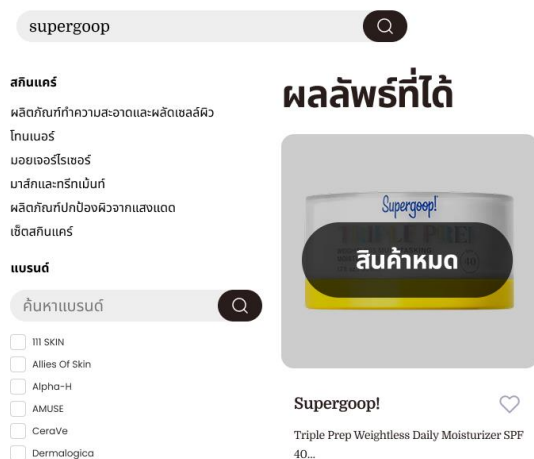 supergoop
สกินแคร์
ผลิตภัณฑ์ทำความสะอาดและผลัดเซลล์ผิว
โทนเนอร์
มอยเจอร์ไรเซอร์
มาส์กและทรีทเม้นท์
ผลิตภัณฑ์ปกป้องผิวจากแสงแดด
เซ็ตสกินแคร์
แบรนด์
ค้นหาแบรนด์
111 SKIN
Allies Of Skin
Alpha-H
AMUSE
CeraVe
Dermalogica
ผลลัพธ์ที่ได้
Supergoop!
TRIPLE PREP
สินค้าหมด
40
Supergoop!
Triple Prep Weightless Daily Moisturizer SPF
40...